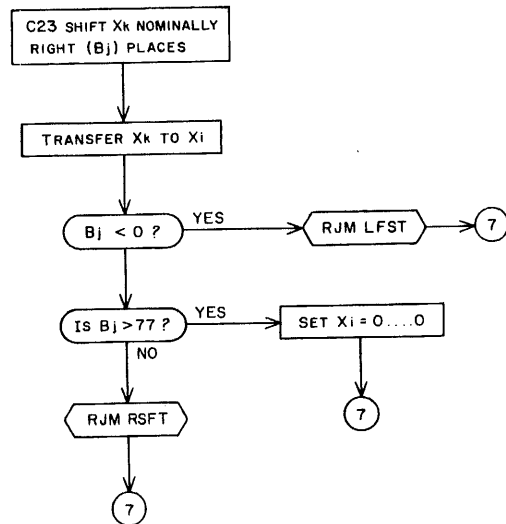 C23 SHIFT Xk NOMINALLY
RIGHT (Bj) PLACES
TRANSFER Xk TO Xi
Bj < 0 ?
YES
RJM LFST
7
IS Bj > 77 ?
YES
SET Xi = 0....0
NO
7
RJM RSFT
7